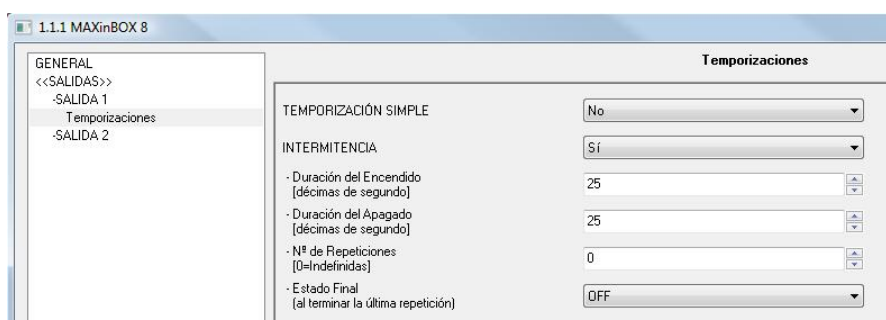 1.1.1 MAXinBOX 8
GENERAL
<<SALIDAS>>
-SALIDA 1
Temporizaciones
-SALIDA 2
Temporizaciones
TEMPORIZACIÓN SIMPLE
No
INTERMITENCIA
Sí
- Duración del Encendido
[décimas de segundo]
25
- Duración del Apagado
[décimas de segundo]
25
- Nº de Repeticiones
[0=Indefinidas]
0
- Estado Final
(al terminar la última repetición)
OFF